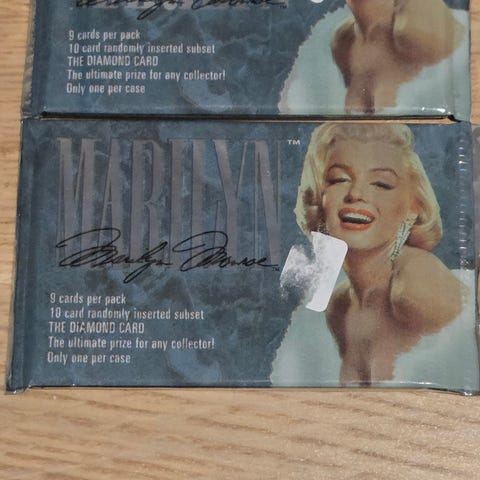 Marilyn Monroe
9 cards per pack
10 card randomly inserted subset
THE DIAMOND CARD
The ultimate prize for any collector!
Only one per case
MARILYN™
Marilyn Monroe
9 cards per pack
10 card randomly inserted subset
THE DIAMOND CARD
The ultimate prize for any collector!
Only one per case